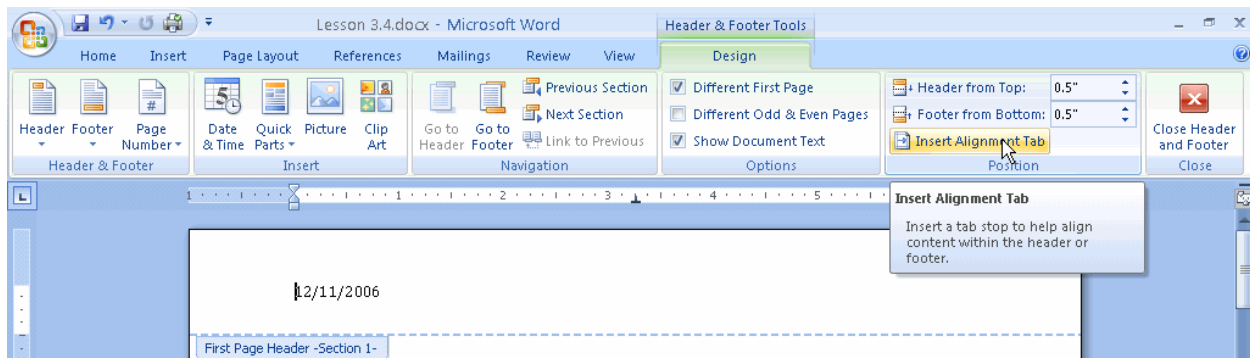 Lesson 3.4.docx - Microsoft Word
Header & Footer Tools
Home Insert Page Layout References Mailings Review View Design
Header Footer Page Number
Header & Footer
Date & Time Quick Parts Picture Clip Art
Insert
Go to Header Go to Footer
Previous Section
Next Section
Link to Previous
Navigation
Different First Page
Different Odd & Even Pages
Show Document Text
Options
Header from Top: 0.5"
Footer from Bottom: 0.5"
Insert Alignment Tab
Position
Close Header and Footer
Close
1 1 2 3 4 5
Insert Alignment Tab
Insert a tab stop to help align
content within the header or
footer.
12/11/2006
First Page Header -Section 1-